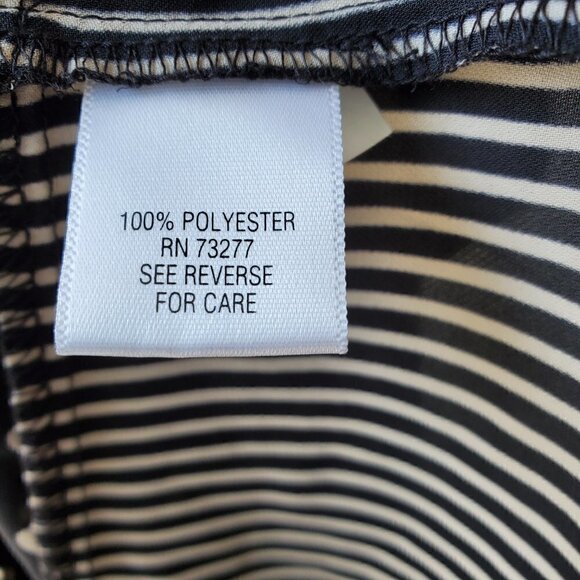 100% POLYESTER
RN 73277
SEE REVERSE
FOR CARE